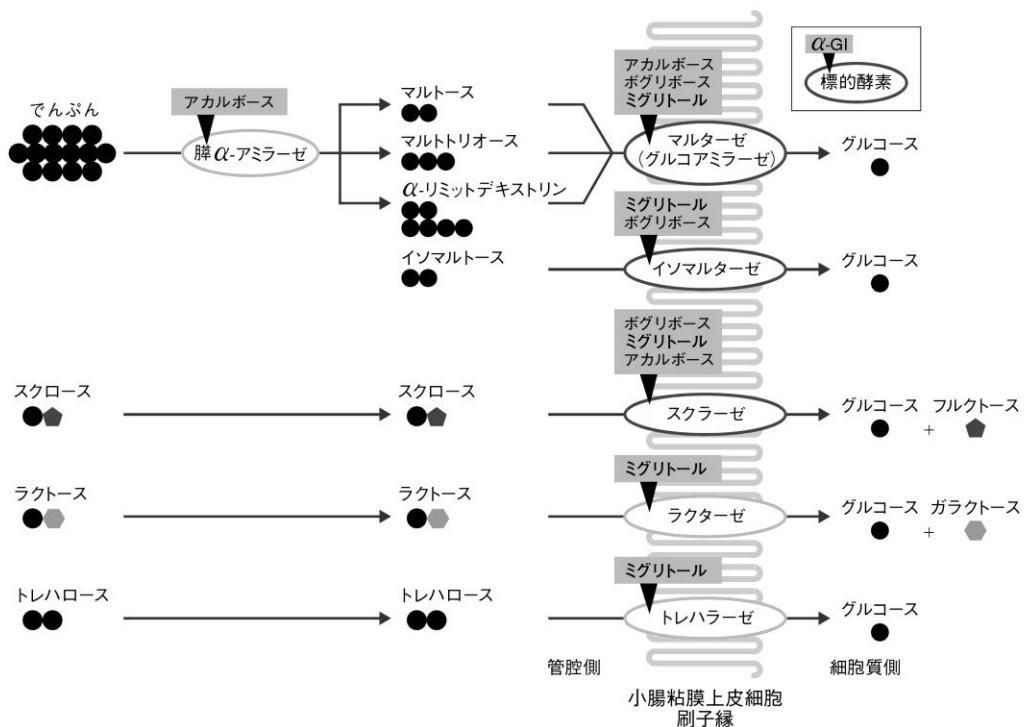 α-GI
標的酵素
でんぷん
アカルボース
膵α-アミラーゼ
マルトース
マルトトリオース
α-リミットデキストリン
イソマルトース
アカルボース
ボグリボース
ミグリトール
マルターゼ
(グルコアミラーゼ)
グルコース
ミグリトール
ボグリボース
イソマルターゼ
グルコース
ボグリボース
ミグリトール
アカルボース
スクロース
スクロース
スクラーゼ
グルコース フルクトース
+
ミグリトール
ラクトース
ラクトース
ラクターゼ
グルコース ガラクトース
+
ミグリトール
トレハロース
トレハロース
トレハラーゼ
グルコース
管腔側
細胞質側
小腸粘膜上皮細胞
刷子縁